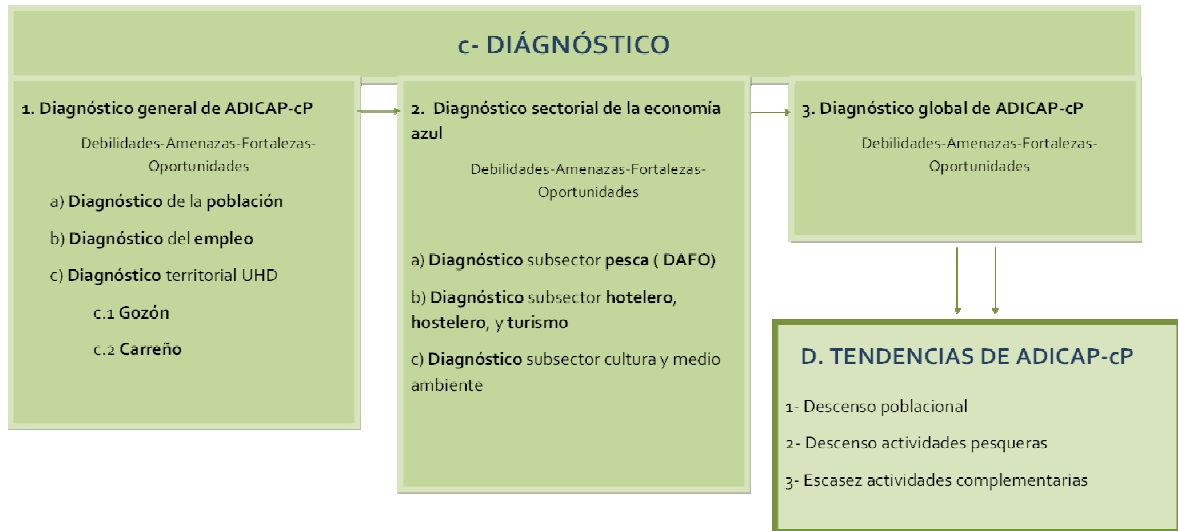 c- DIÁGNÓSTICO
1. Diagnóstico general de ADICAP-cP
Debilidades-Amenazas-Fortalezas-
Oportunidades
a) Diagnóstico de la población
b) Diagnóstico del empleo
c) Diagnóstico territorial UHD
c.1 Gozón
c.2 Carreño
2. Diagnóstico sectorial de la economía
azul
Debilidades-Amenazas-Fortalezas-
Oportunidades
a) Diagnóstico subsector pesca ( DAFO)
b) Diagnóstico subsector hotelero,
hostelero, y turismo
c) Diagnóstico subsector cultura y medio
ambiente
3. Diagnóstico global de ADICAP-cP
Debilidades-Amenazas-Fortalezas-
Oportunidades
D. TENDENCIAS DE ADICAP-cP
1- Descenso poblacional
2- Descenso actividades pesqueras
3- Escasez actividades complementarias